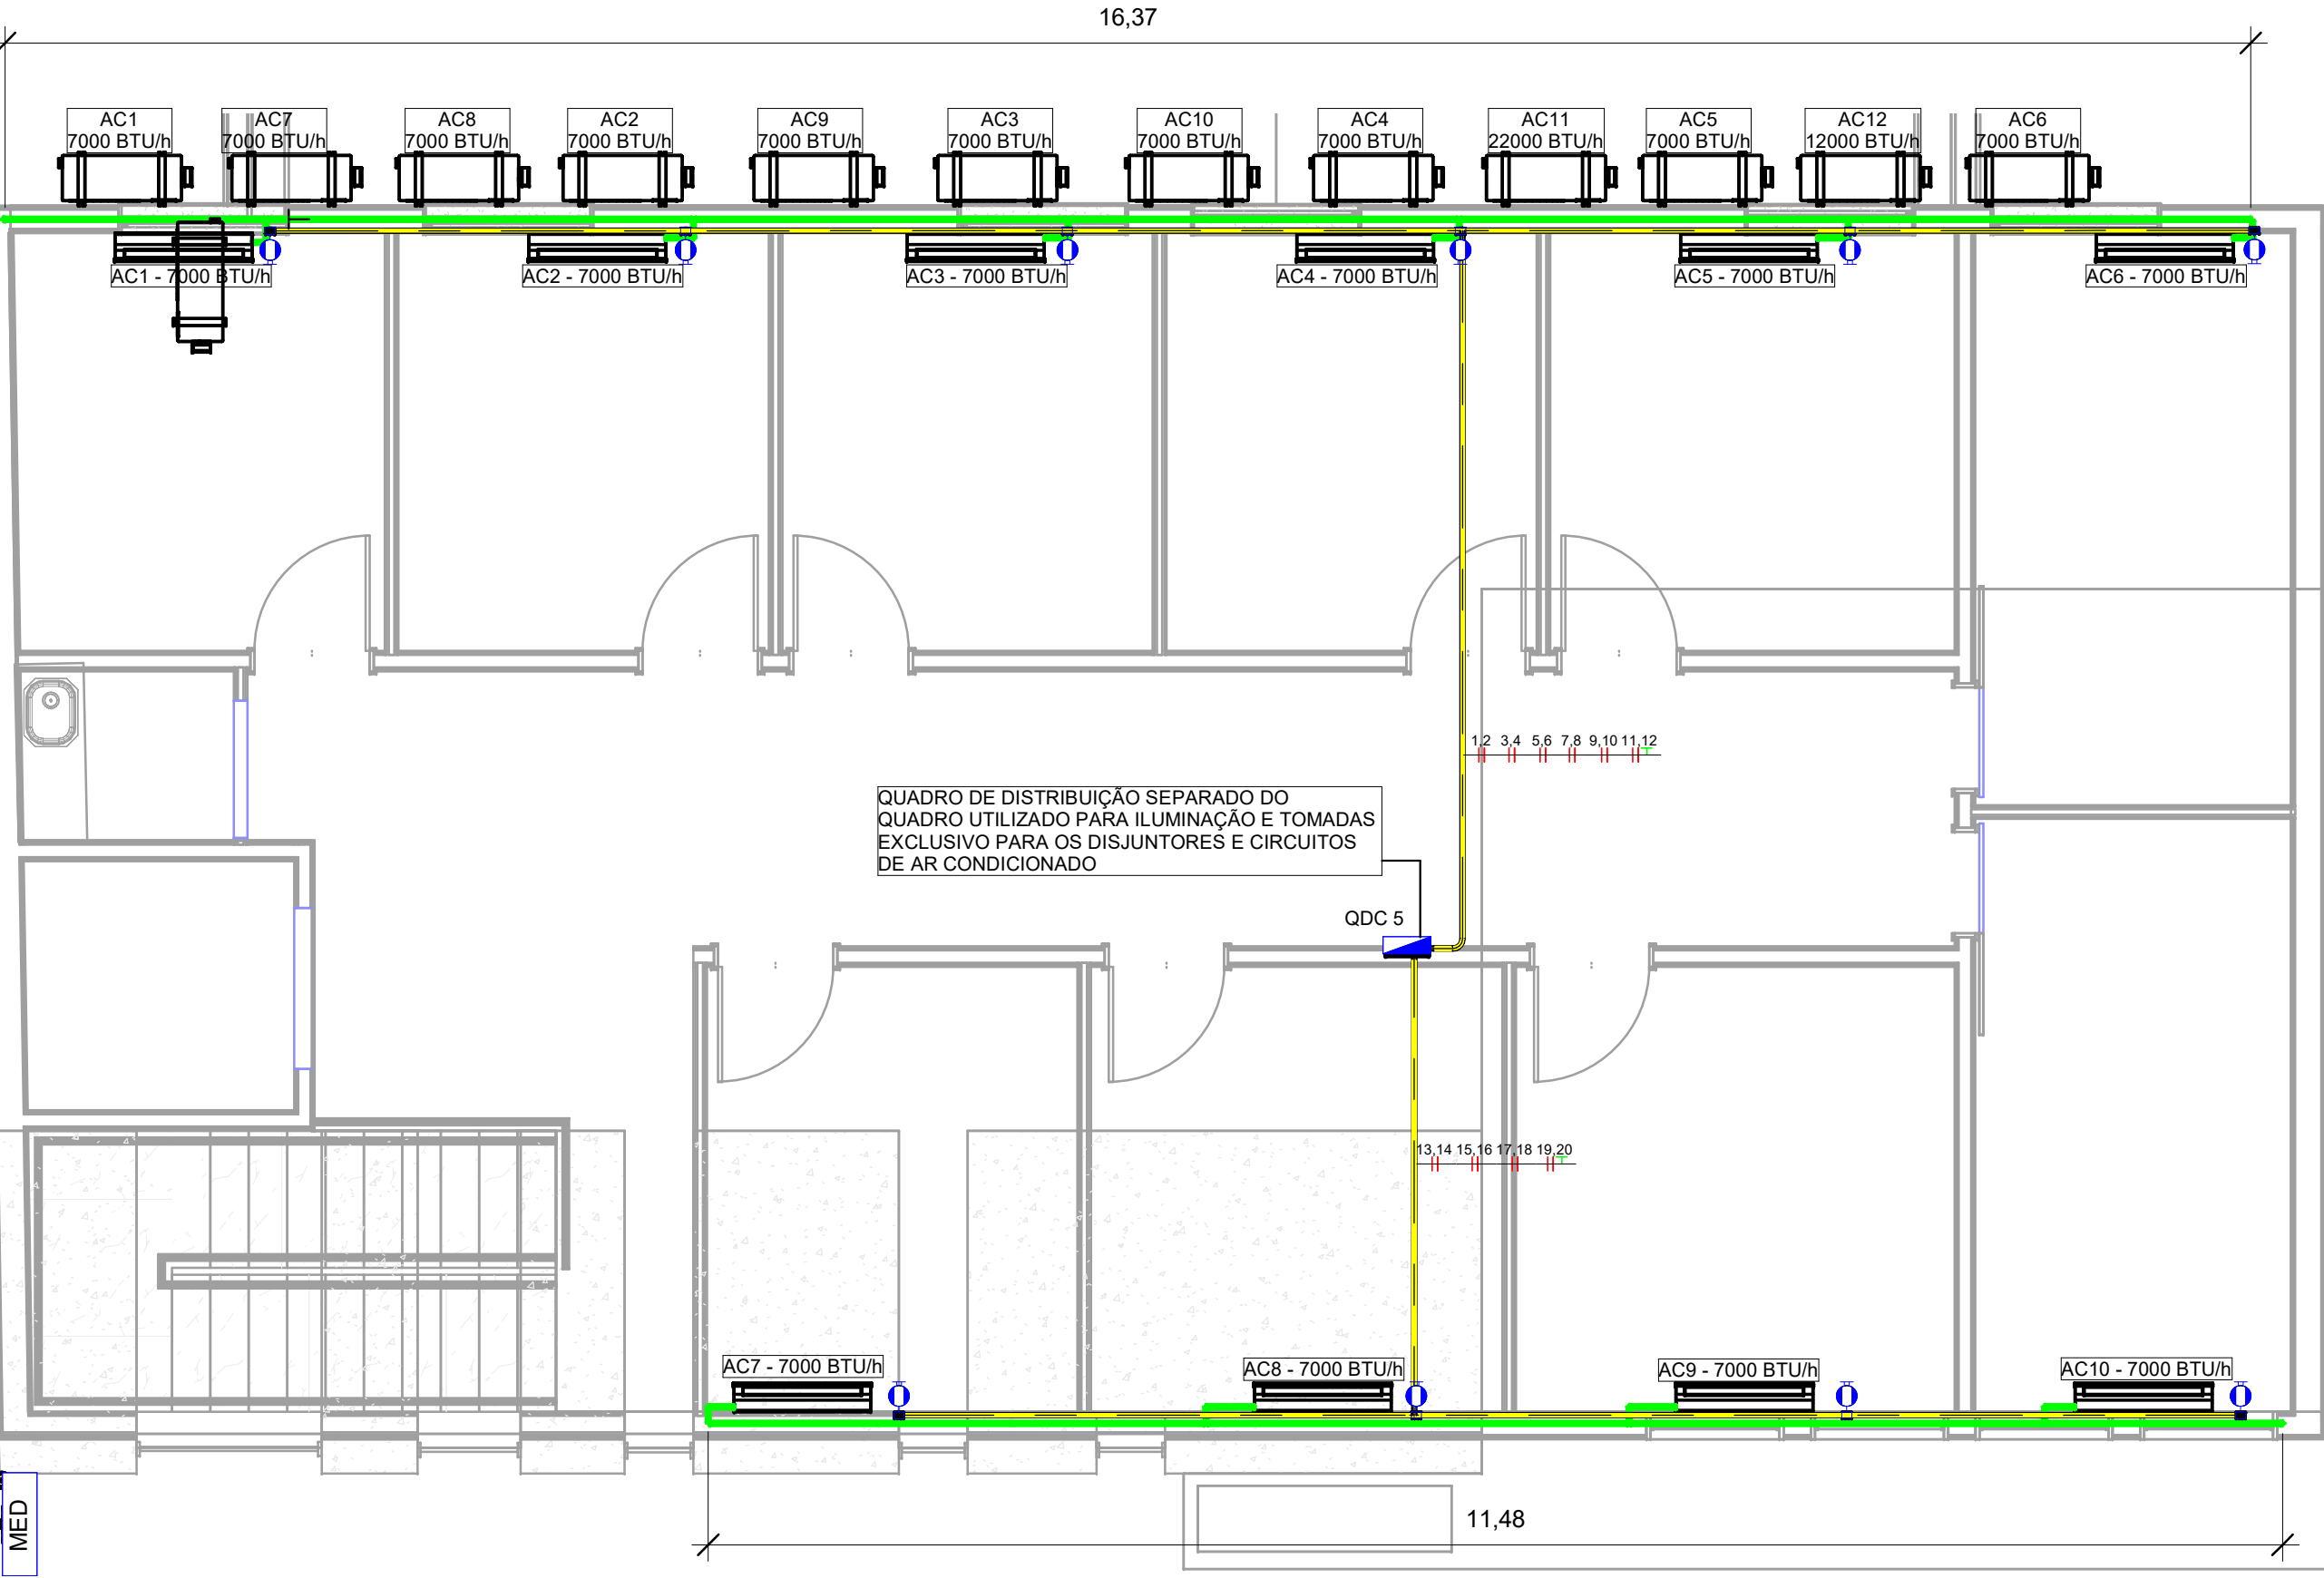 16,37
AC1
7000 BTU/h
AC7
7000 BTU/h
AC8
7000 BTU/h
AC2
7000 BTU/h
AC9
7000 BTU/h
AC3
7000 BTU/h
AC10
7000 BTU/h
AC4
7000 BTU/h
AC11
22000 BTU/h
AC5
7000 BTU/h
AC12
12000 BTU/h
AC6
7000 BTU/h
AC1 - 7000 BTU/h
AC2 - 7000 BTU/h
AC3 - 7000 BTU/h
AC4 - 7000 BTU/h
AC5 - 7000 BTU/h
AC6 - 7000 BTU/h
1,2 3,4 5,6 7,8 9,10 11,12
QUADRO DE DISTRIBUIÇÃO SEPARADO DO
QUADRO UTILIZADO PARA ILUMINAÇÃO E TOMADAS
EXCLUSIVO PARA OS DISJUNTORES E CIRCUITOS
DE AR CONDICIONADO
QDC 5
13,14 15,16 17,18 19,20
AC7 - 7000 BTU/h
AC8 - 7000 BTU/h
AC9 - 7000 BTU/h
AC10 - 7000 BTU/h
MED
11,48